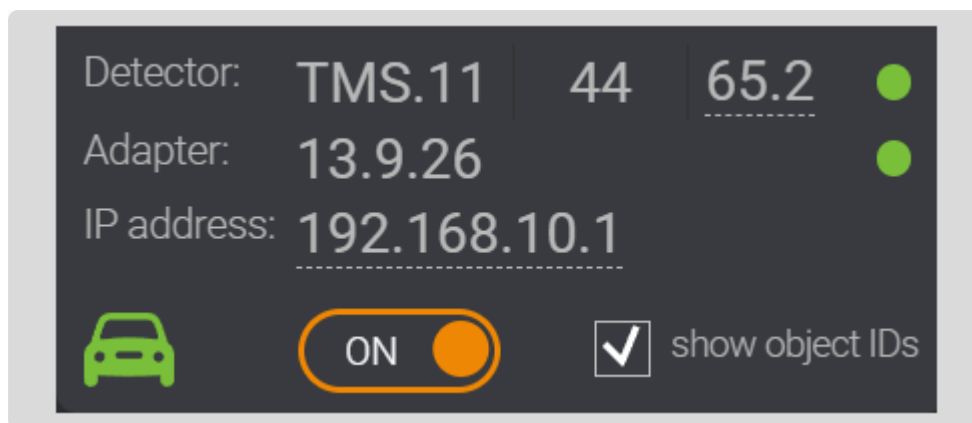 Detector: TMS.11 44 65.2
Adapter: 13.9.26
IP address: 192.168.10.1
ON show object IDs